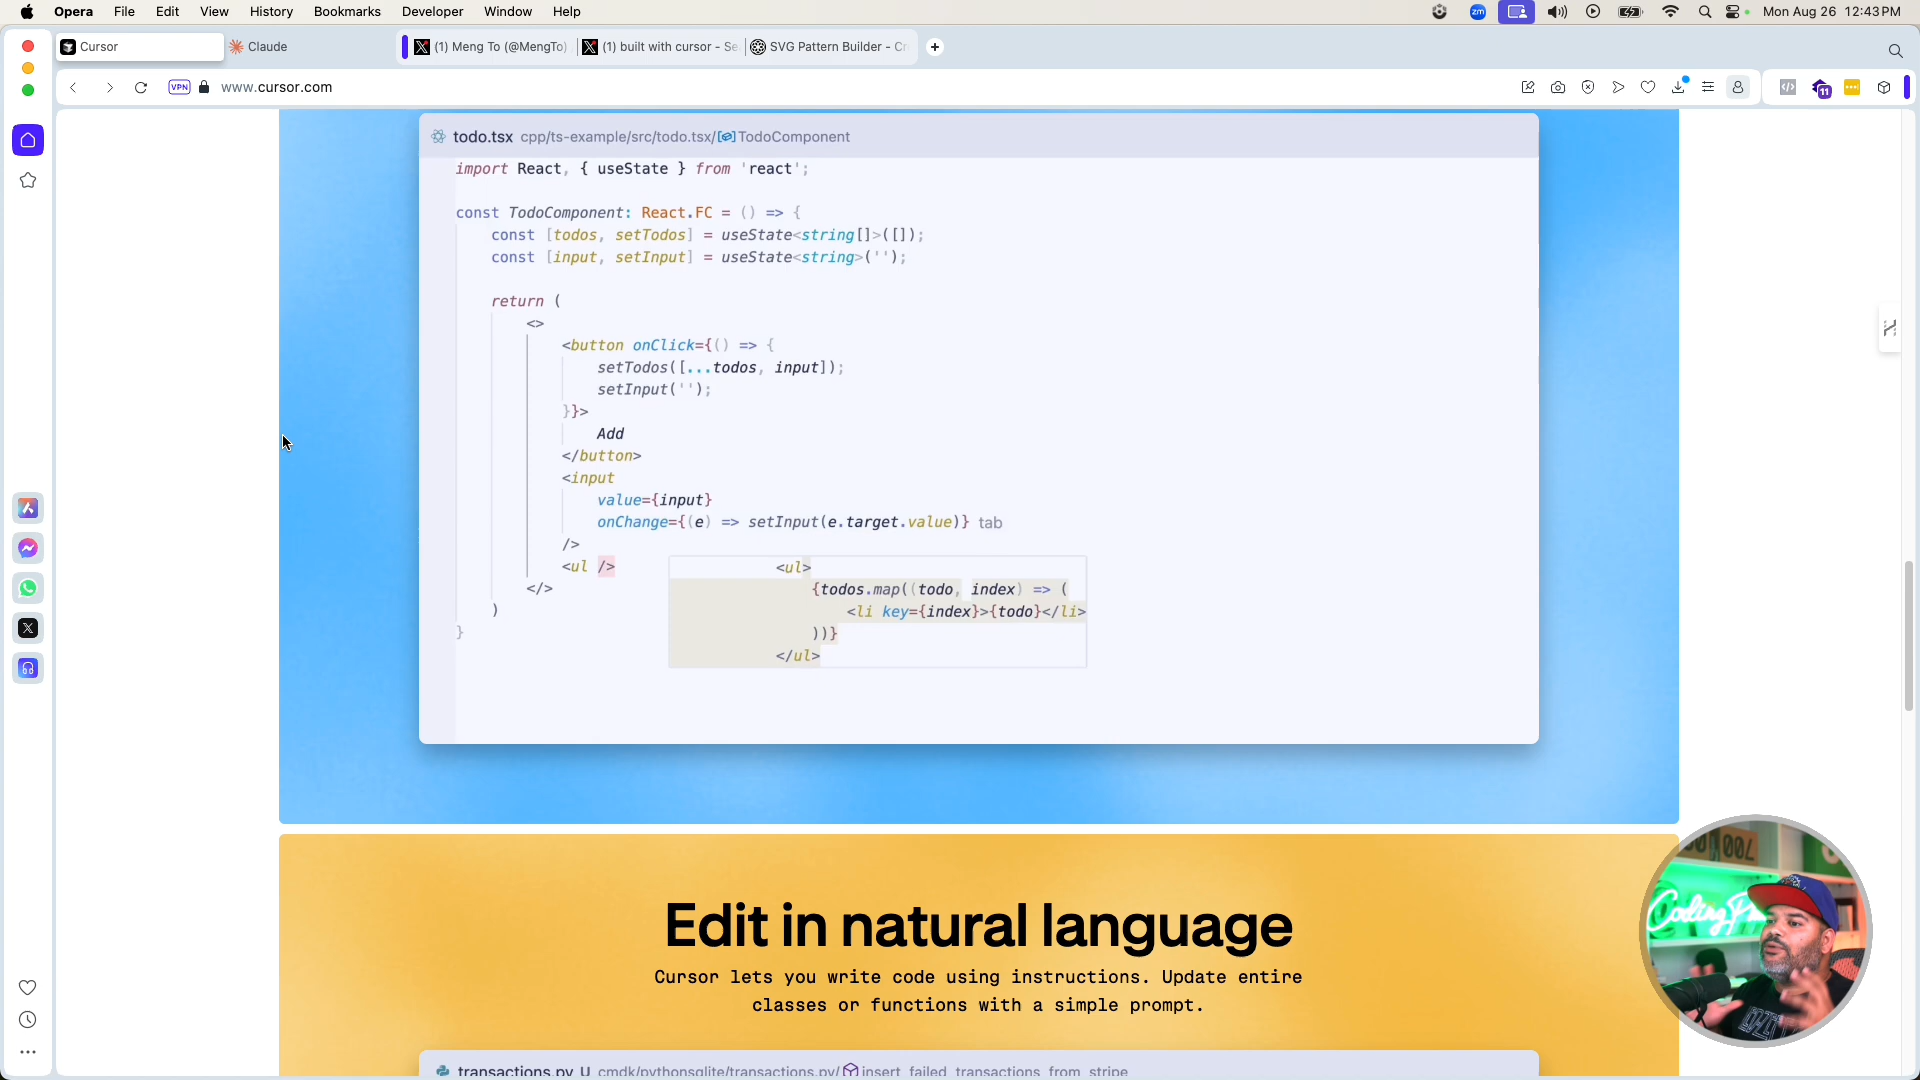 Opera File Edit View History Bookmarks Developer Window Help
zm
Mon Aug 26 12:43 PM
Cursor
Claude
(1) Meng To (@MengTo)
(1) built with cursor - Se
SVG Pattern Builder - Cr
VPN www.cursor.com
11
todo.tsx cpp/ts-example/src/todo.tsx/TodoComponent
import React, { useState } from 'react';
const TodoComponent: React.FC = () => {
const [todos, setTodos] = useState<string[]>([]);
const [input, setInput] = useState<string>('');
return (
<>
<button onClick={() => {
setTodos([...todos, input]);
setInput('');
}}>
Add
</button>
<input
value={input}
onChange={(e) => setInput(e.target.value)} tab
/>
<ul />
</>
)
}
<ul>
{todos.map((todo, index) => (
<li key={index}>{todo}</li>
))}
</ul>
Edit in natural language
Cursor lets you write code using instructions. Update entire
classes or functions with a simple prompt.
transactions.py U cmdk/pythonsqlite/transactions.py/insert_failed_transactions_from_stripe